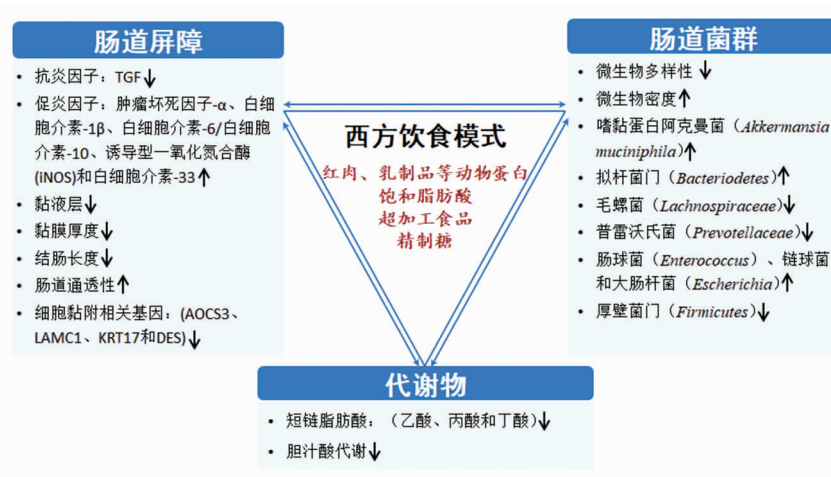 肠道屏障
• 抗炎因子：TGF↓
• 促炎因子：肿瘤坏死因子-α、白细
胞介素-1β、白细胞介素-6/白细胞
介素-10、诱导型一氧化氮合酶
(iNOS)和白细胞介素-33↑
• 黏液层↓
• 黏膜厚度↓
• 结肠长度↓
• 肠道通透性↑
• 细胞黏附相关基因：(AOCS3、
LAMC1、KRT17和DES)↓
西方饮食模式
红肉、乳制品等动物蛋白
饱和脂肪酸
超加工食品
精制糖
肠道菌群
• 微生物多样性↓
• 微生物密度↑
• 嗜黏蛋白阿克曼菌（Akkermansia
muciniphila）↑
• 拟杆菌门（Bacteriodetes）↑
• 毛螺菌（Lachnospiraceae）↓
• 普雷沃氏菌（Prevotellaceae）↓
• 肠球菌（Enterococcus）、链球菌
和大肠杆菌（Escherichia）↑
• 厚壁菌门（Firmicutes）↓
代谢物
• 短链脂肪酸：（乙酸、丙酸和丁酸）↓
• 胆汁酸代谢↓